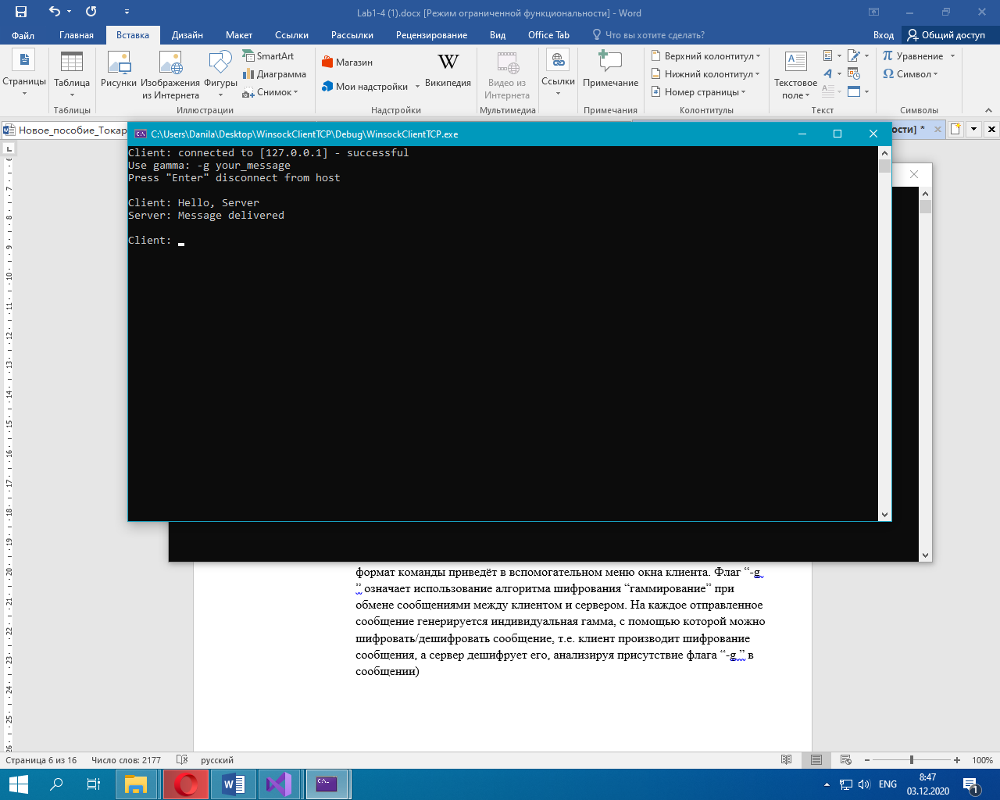 Lab1-4 (1).docx [Режим ограниченной функциональности] - Word
Файл Главная Вставка Дизайн Макет Ссылки Рассылки Рецензирование Вид Office Tab Что вы хотите сделать? Вход Общий доступ
Страницы
Таблица
Таблицы
Рисунки
Изображения из Интернета
Фигуры
SmartArt
Диаграмма
Снимок
Иллюстрации
Магазин
Мои надстройки
W
Википедия
Надстройки
Видео из Интернета
Мультимедиа
Ссылки
Примечание
Примечания
Верхний колонтитул
Нижний колонтитул
Номер страницы
Колонтитулы
Текстовое поле
Текст
Уравнение
Символ
Символы
Новое_пособие_Токар
ости] *
C:\Users\Danila\Desktop\WinsockClientTCP\Debug\WinsockClientTCP.exe
Client: connected to [127.0.0.1] - successful
Use gamma: -g your_message
Press "Enter" disconnect from host
Client: Hello, Server
Server: Message delivered
Client:
формат команды приведёт в вспомогательном меню окна клиента. Флаг “-g
” означает использование алгоритма шифрования “гаммирование” при
обмене сообщениями между клиентом и сервером. На каждое отправленное
сообщение генерируется индивидуальная гамма, с помощью которой можно
шифровать/дешифровать сообщение, т.е. клиент производит шифрование
сообщения, а сервер дешифрует его, анализируя присутствие флага “-g ” в
сообщении)
Страница 6 из 16 Число слов: 2177 русский 100%
ENG
8:47
03.12.2020
1